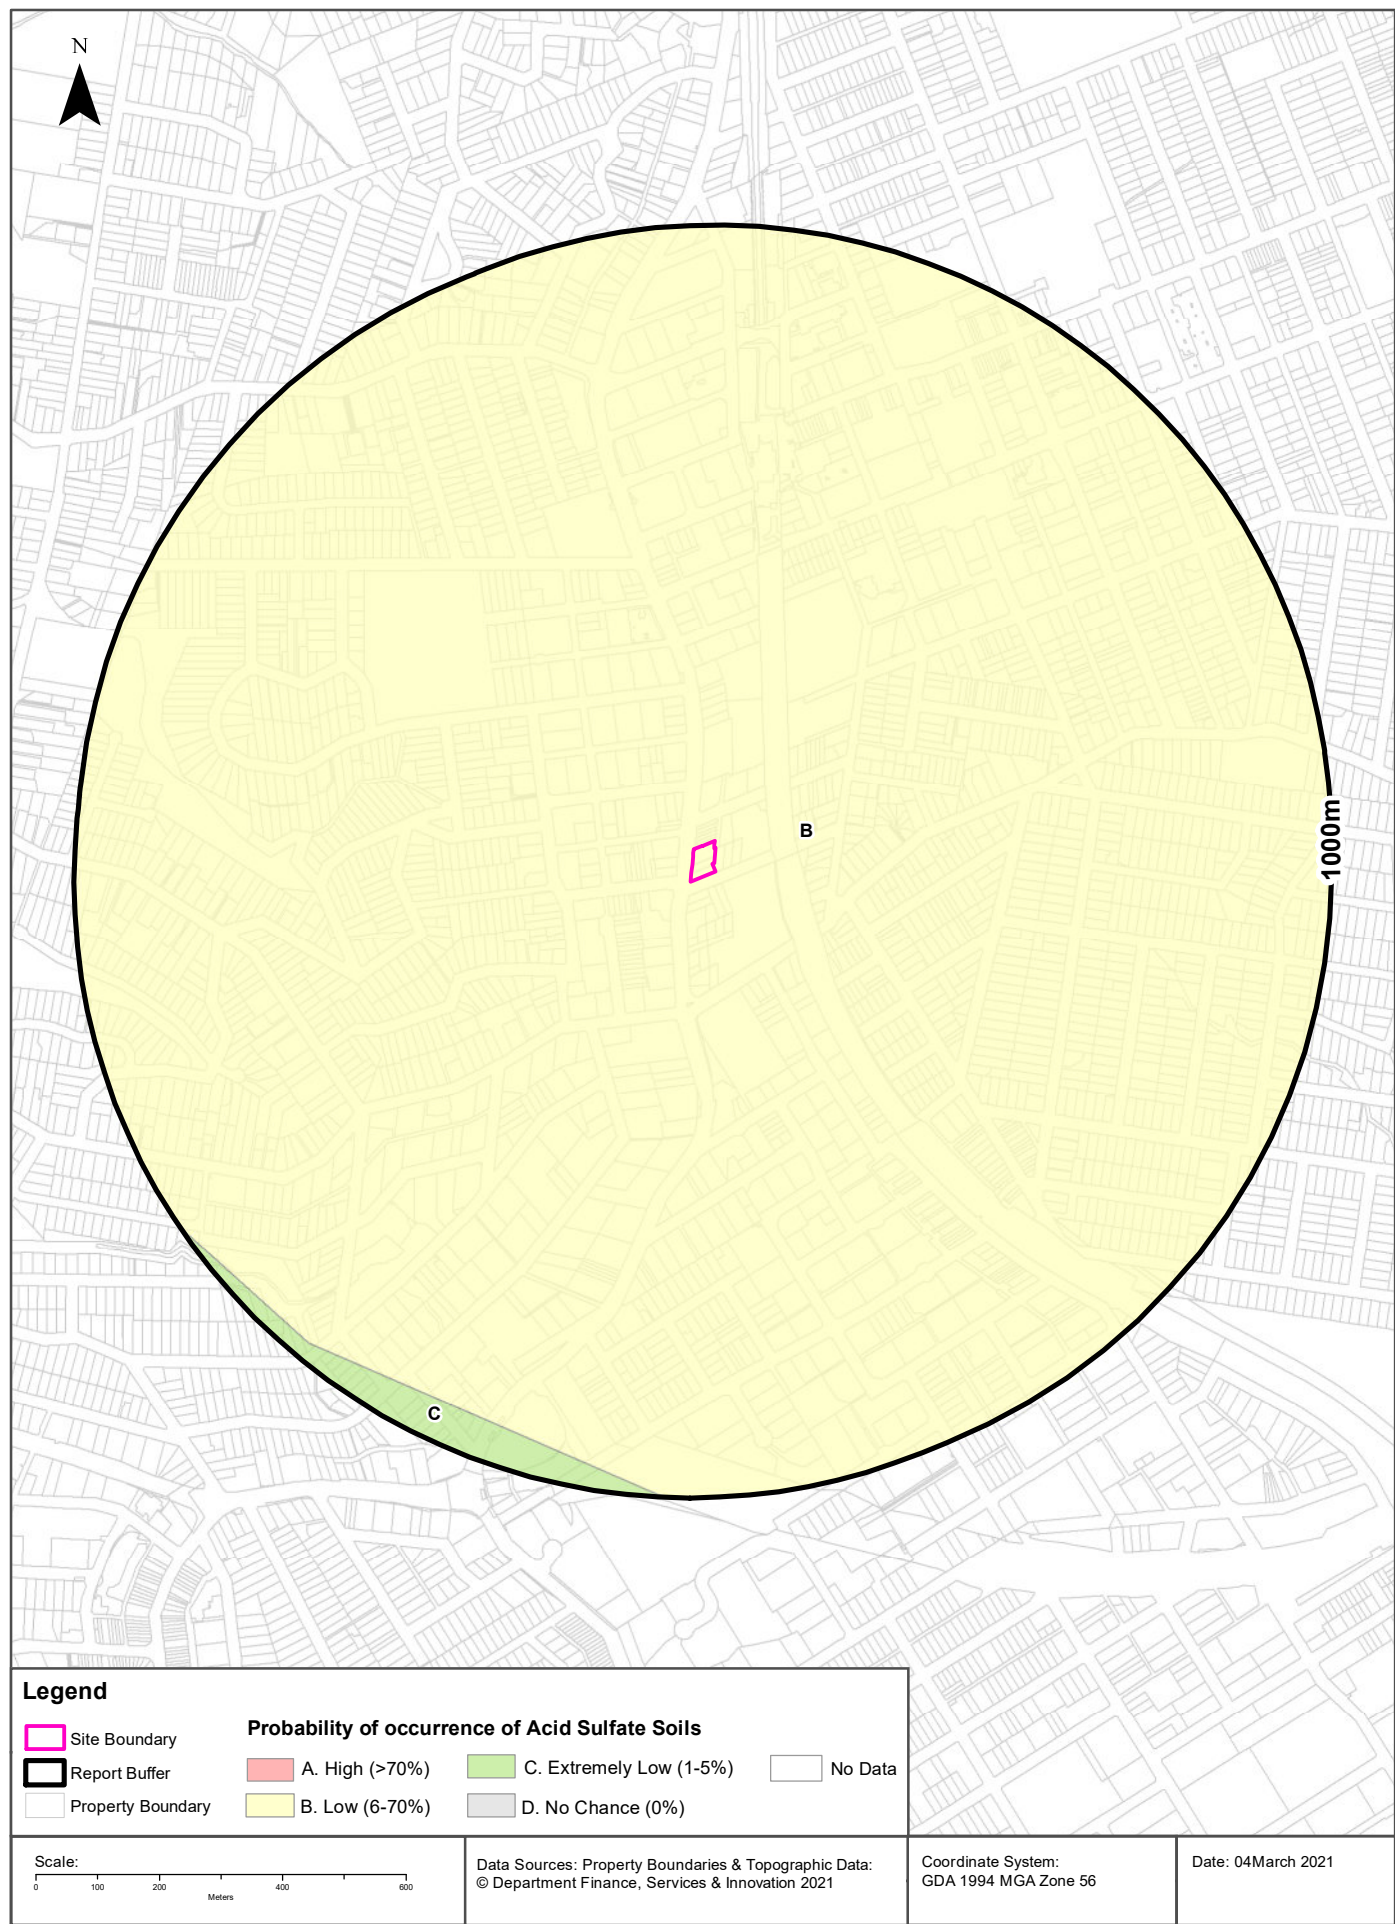 N
B
1000m
C
Legend
Site Boundary
Report Buffer
Property Boundary
Probability of occurrence of Acid Sulfate Soils
A. High (>70%)
C. Extremely Low (1-5%)
No Data
B. Low (6-70%)
D. No Chance (0%)
Scale:
0 100 200 400 600
Meters
Data Sources: Property Boundaries & Topographic Data:
© Department Finance, Services & Innovation 2021
Coordinate System:
GDA 1994 MGA Zone 56
Date: 04March 2021